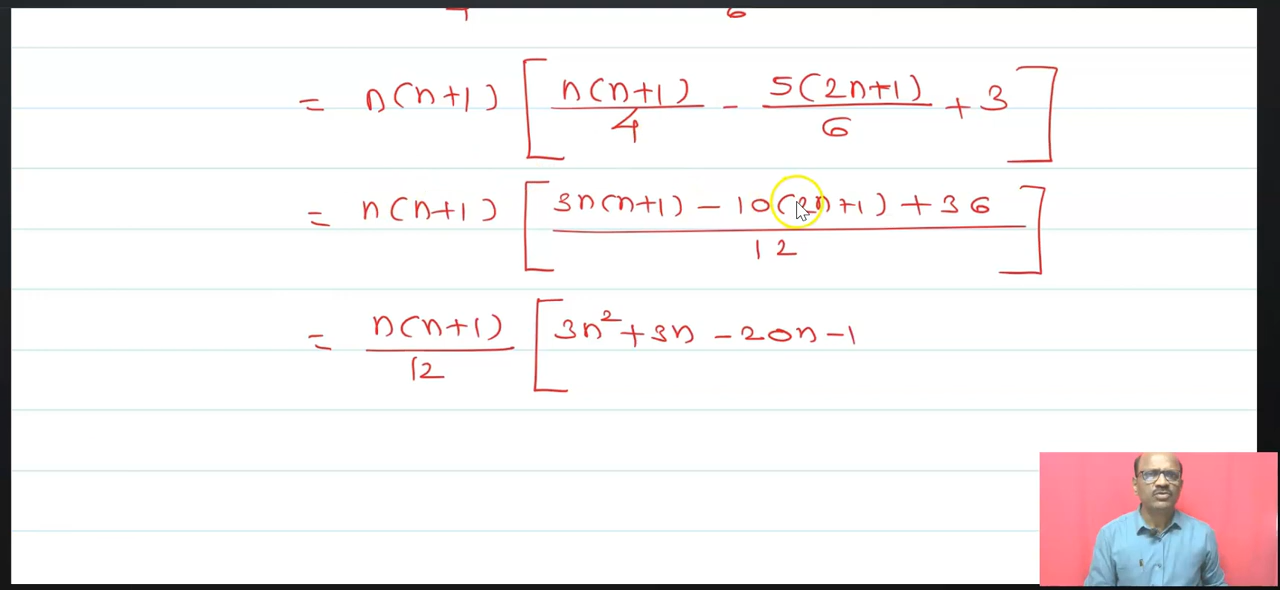 = n(n+1) [ n(n+1)/4 - 5(2n+1)/6 + 3 ]
= n(n+1) [ 3n(n+1) - 10(2n+1) + 36 / 12 ]
= n(n+1)/12 [ 3n² + 3n - 20n - 1